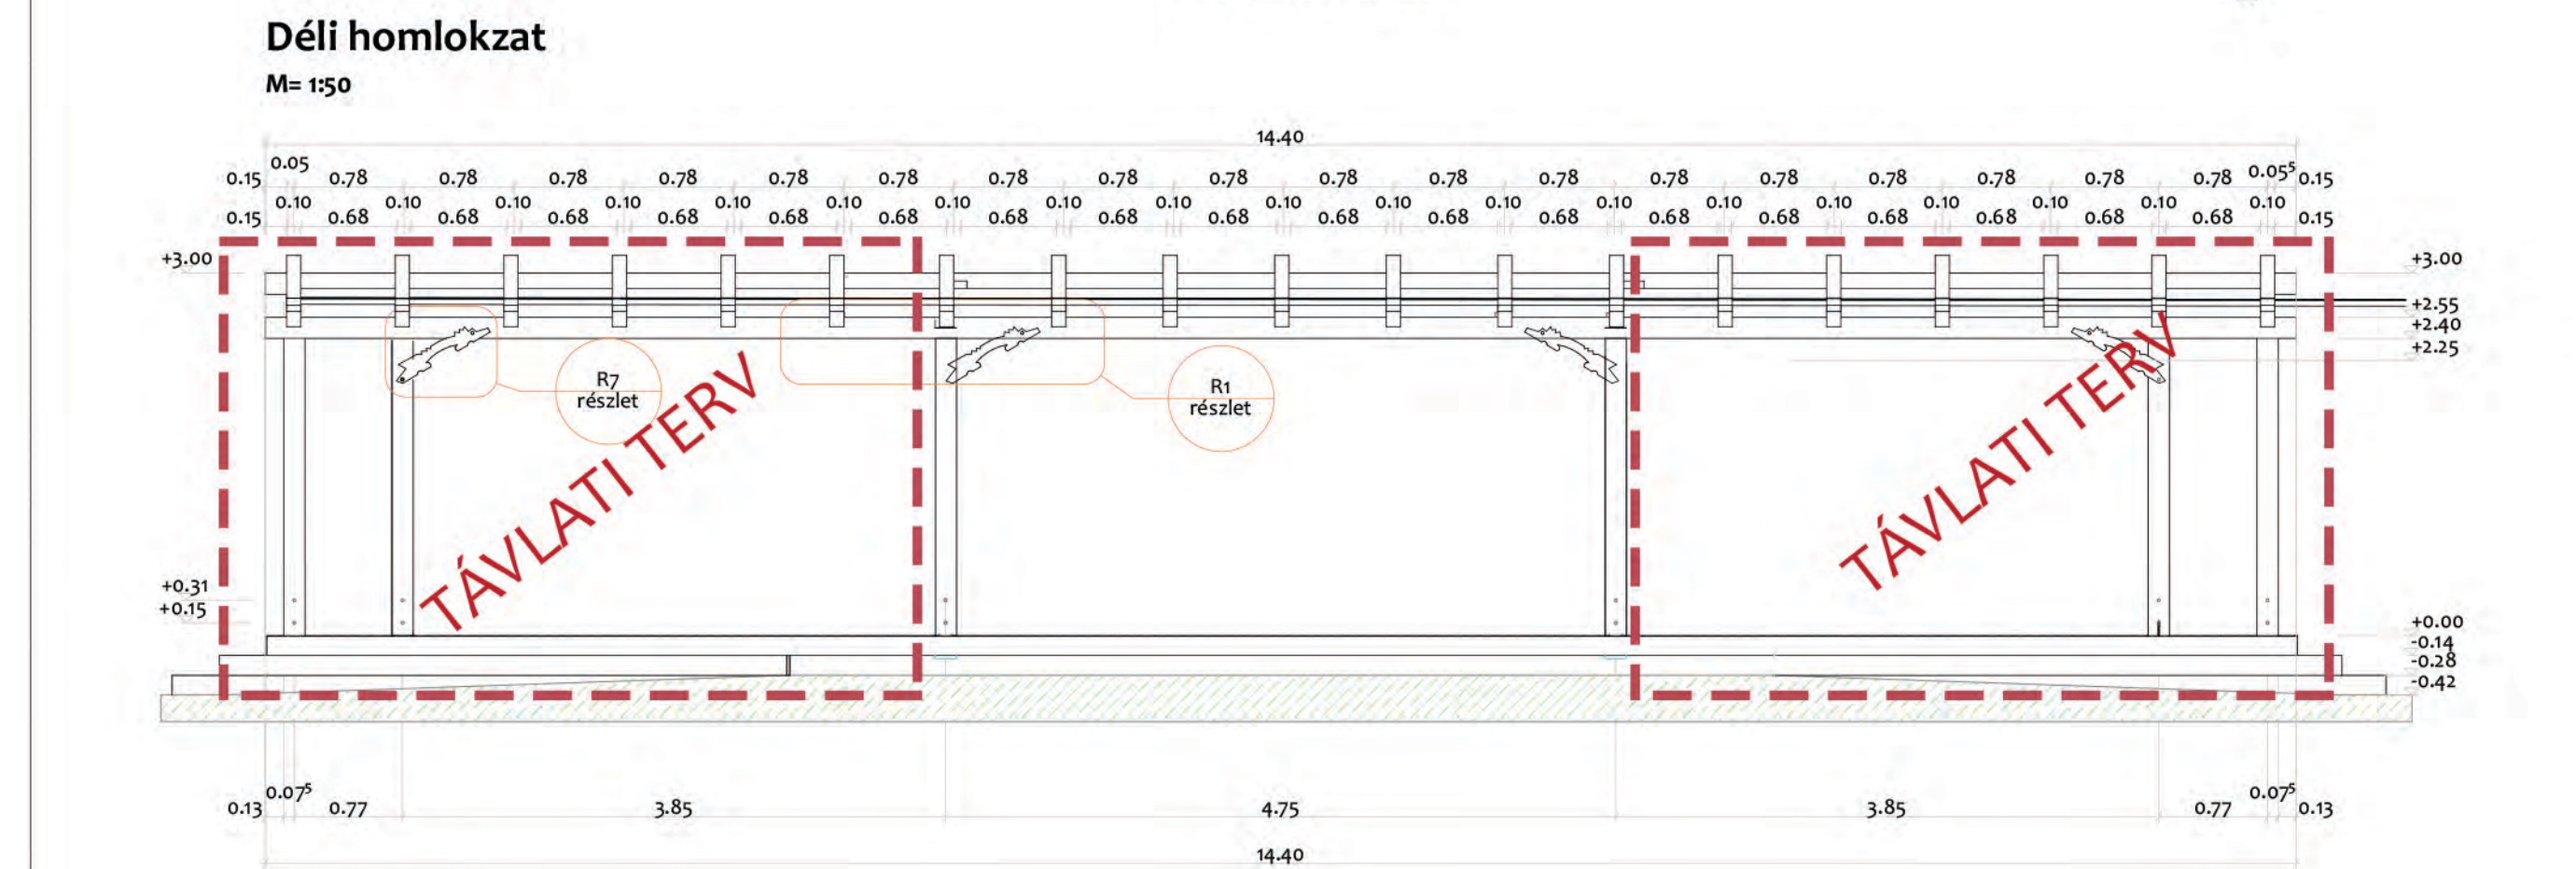 Déli homlokzat
M= 1:50
14.40
0.05
0.15 0.78 0.78 0.78 0.78 0.78 0.78 0.78 0.78 0.78 0.78 0.78 0.78 0.78 0.78 0.78 0.78 0.78 0.78 0.05⁵ 0.15
0.10 0.10 0.10 0.10 0.10 0.10 0.10 0.10 0.10 0.10 0.10 0.10 0.10 0.10 0.10 0.10 0.10 0.10 0.10
0.15 0.68 0.68 0.68 0.68 0.68 0.68 0.68 0.68 0.68 0.68 0.68 0.68 0.68 0.68 0.68 0.68 0.68 0.68 0.15
+3.00
+3.00
+2.55
+2.40
+2.25
R7
részlet
R1
részlet
TÁVLATI TERV
TÁVLATI TERV
+0.31
+0.15
+0.00
-0.14
-0.28
-0.42
0.07⁵ 0.07⁵
0.13 0.77 3.85 4.75 3.85 0.77 0.13
14.40